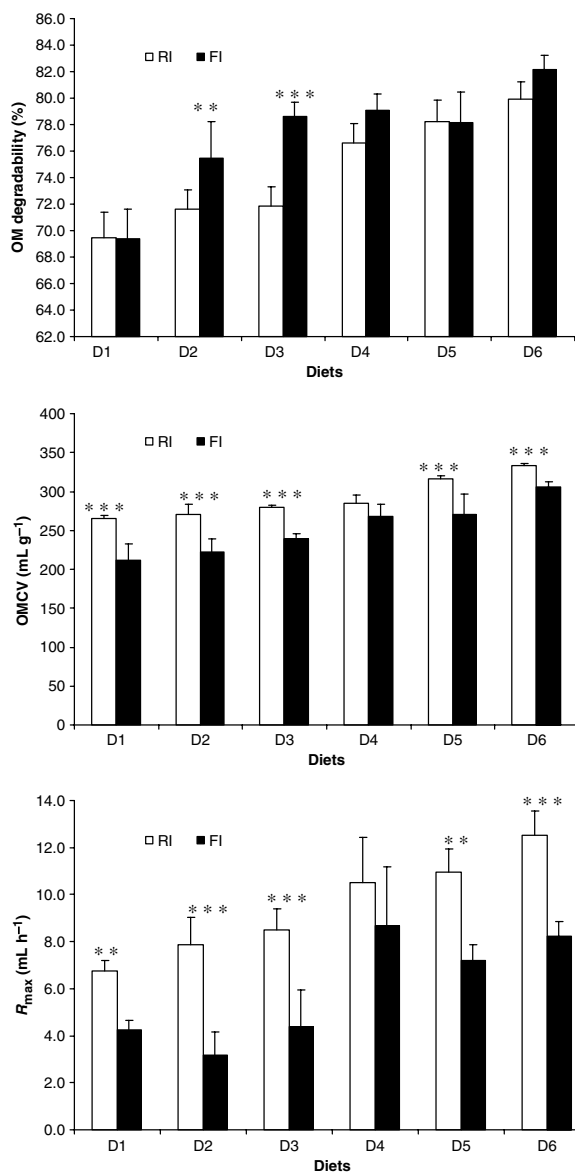 86.0
84.0
82.0
80.0
78.0
76.0
74.0
72.0
70.0
68.0
66.0
64.0
62.0
OM degradability (%)
RI FI
** ***
D1 D2 D3 D4 D5 D6
Diets
400
350
300
250
200
150
100
50
0
OMCV (mL g⁻¹)
RI FI
*** *** *** *** ***
D1 D2 D3 D4 D5 D6
Diets
14.0
12.0
10.0
8.0
6.0
4.0
2.0
0.0
Rmax (mL h⁻¹)
RI FI
** *** *** ** ***
D1 D2 D3 D4 D5 D6
Diets